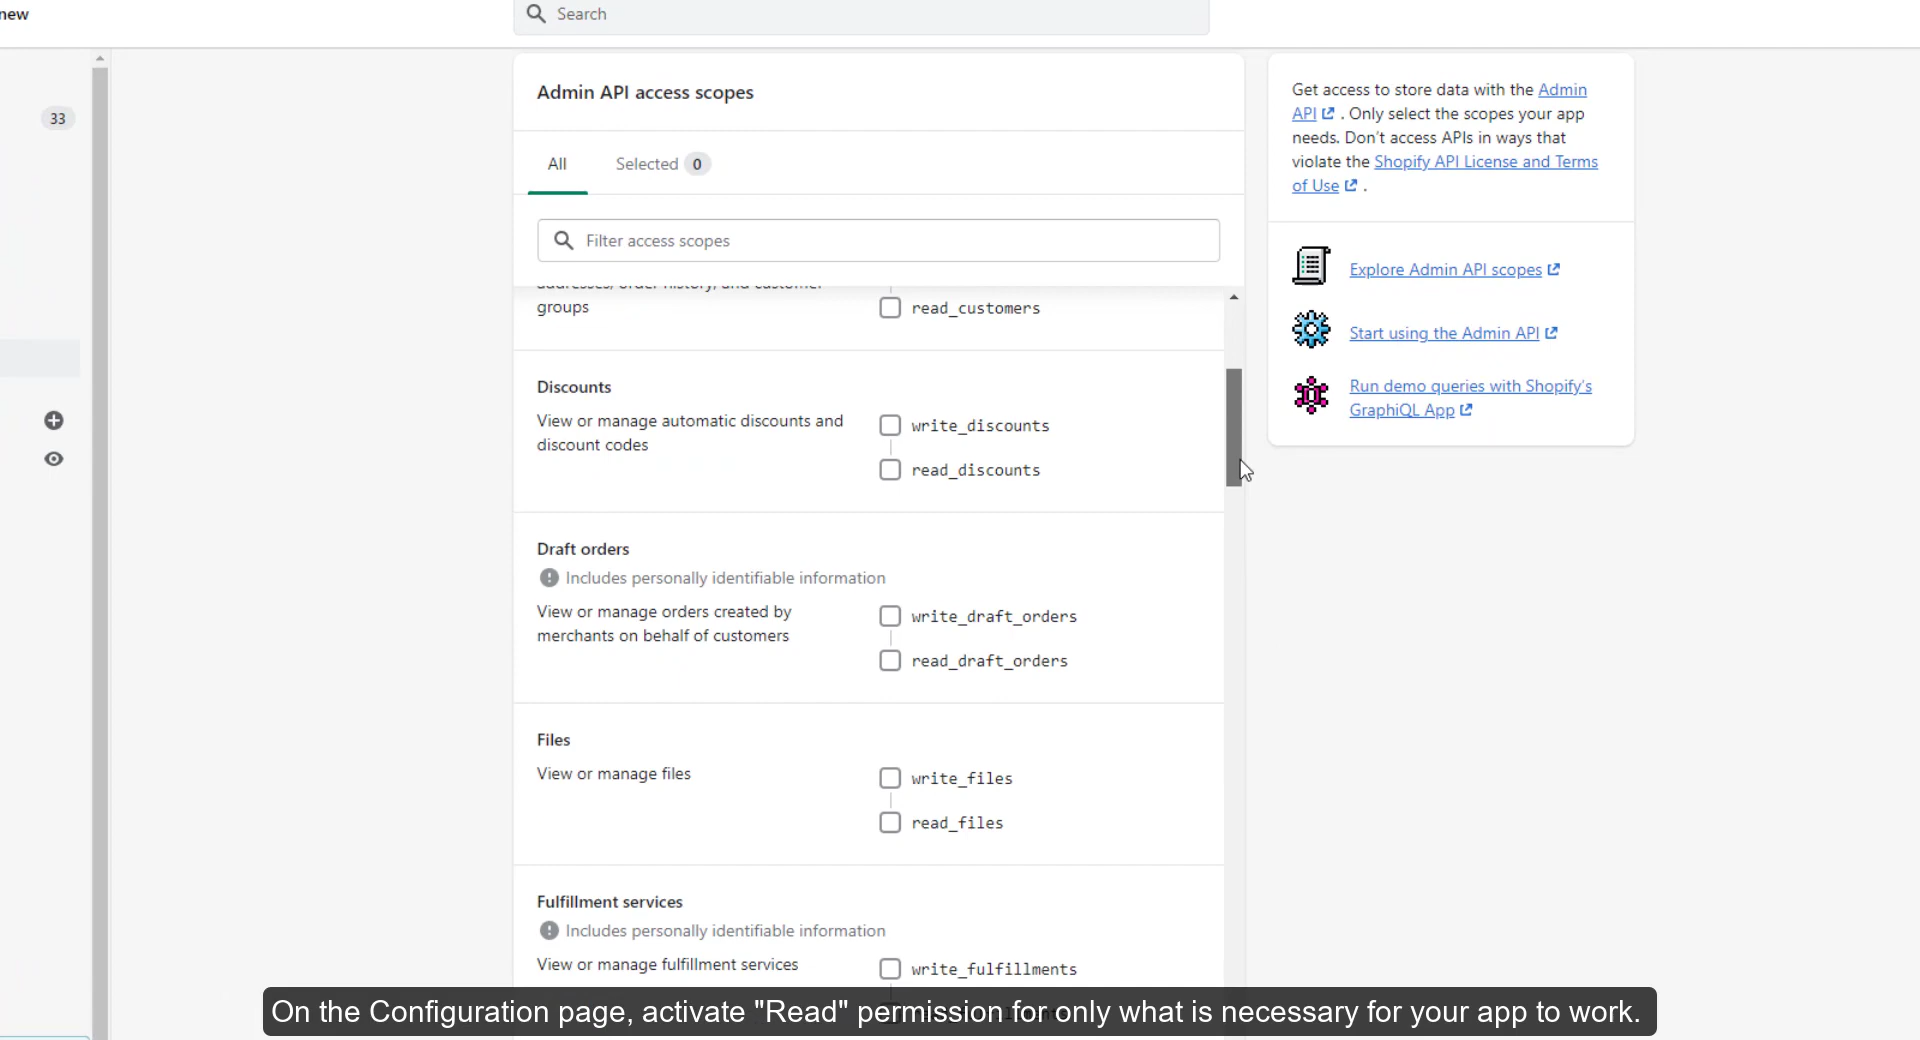 new
Search
33
Admin API access scopes
All
Selected 0
Filter access scopes
addresses, order history, and customer
groups
read_customers
Discounts
View or manage automatic discounts and
discount codes
write_discounts
read_discounts
Draft orders
Includes personally identifiable information
View or manage orders created by
merchants on behalf of customers
write_draft_orders
read_draft_orders
Files
View or manage files
write_files
read_files
Fulfillment services
Includes personally identifiable information
View or manage fulfillment services
write_fulfillments
Get access to store data with the Admin
API . Only select the scopes your app
needs. Don't access APIs in ways that
violate the Shopify API License and Terms
of Use .
Explore Admin API scopes
Start using the Admin API
Run demo queries with Shopify's
GraphiQL App
On the Configuration page, activate "Read" permission for only what is necessary for your app to work.